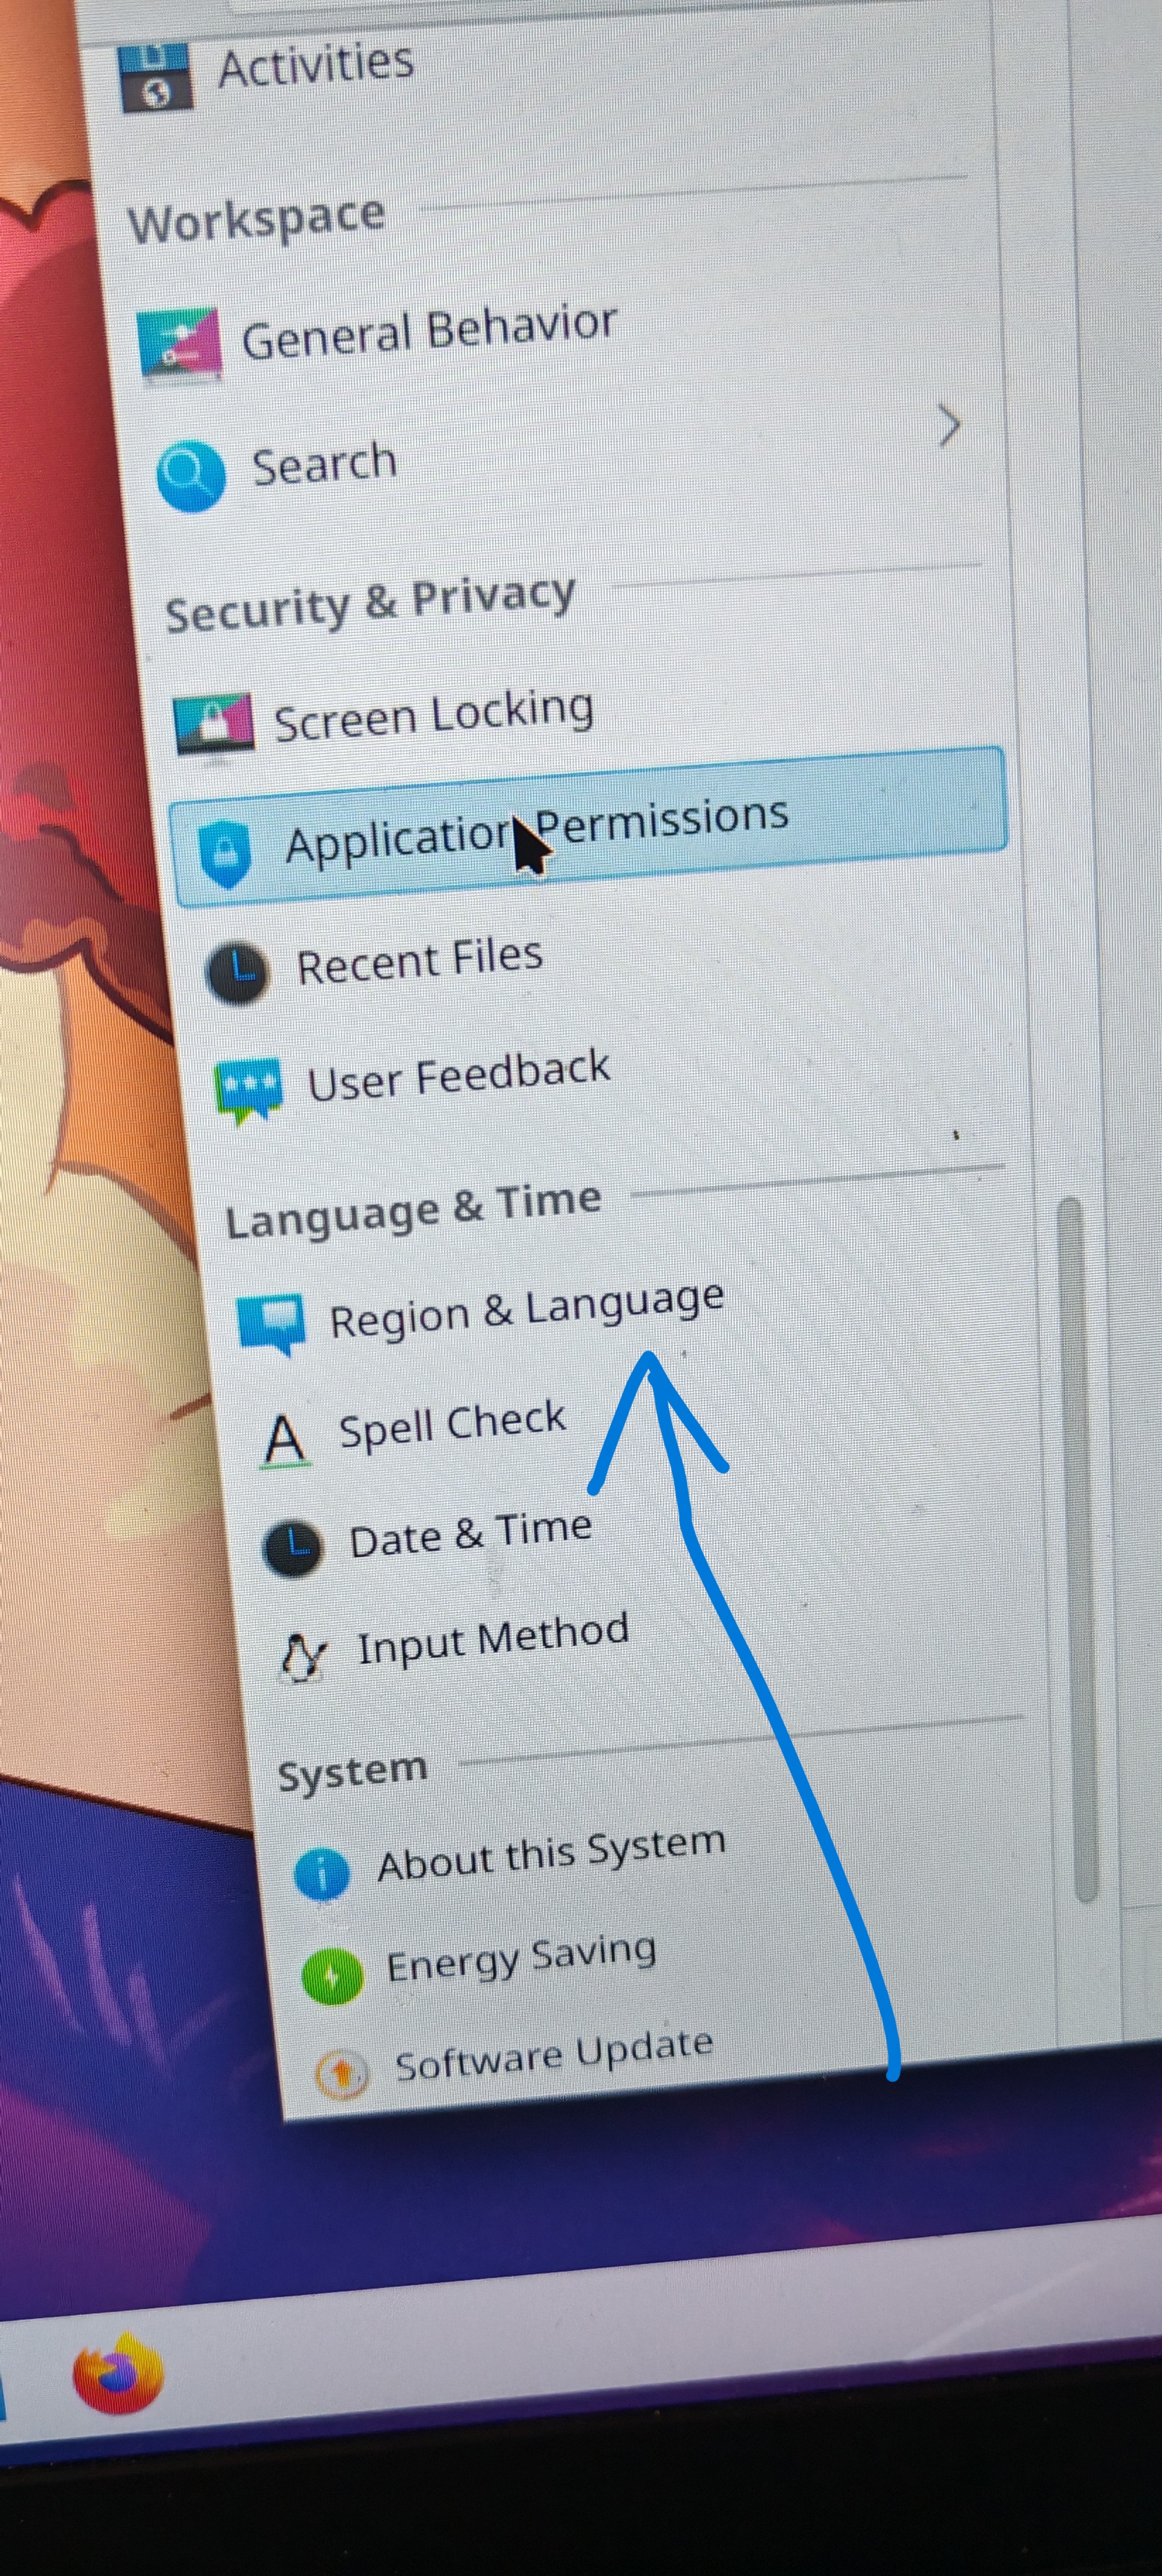 Activities
Workspace
General Behavior
Search
Security & Privacy
Screen Locking
Application Permissions
Recent Files
User Feedback
Language & Time
Region & Language
Spell Check
Date & Time
Input Method
System
About this System
Energy Saving
Software Update